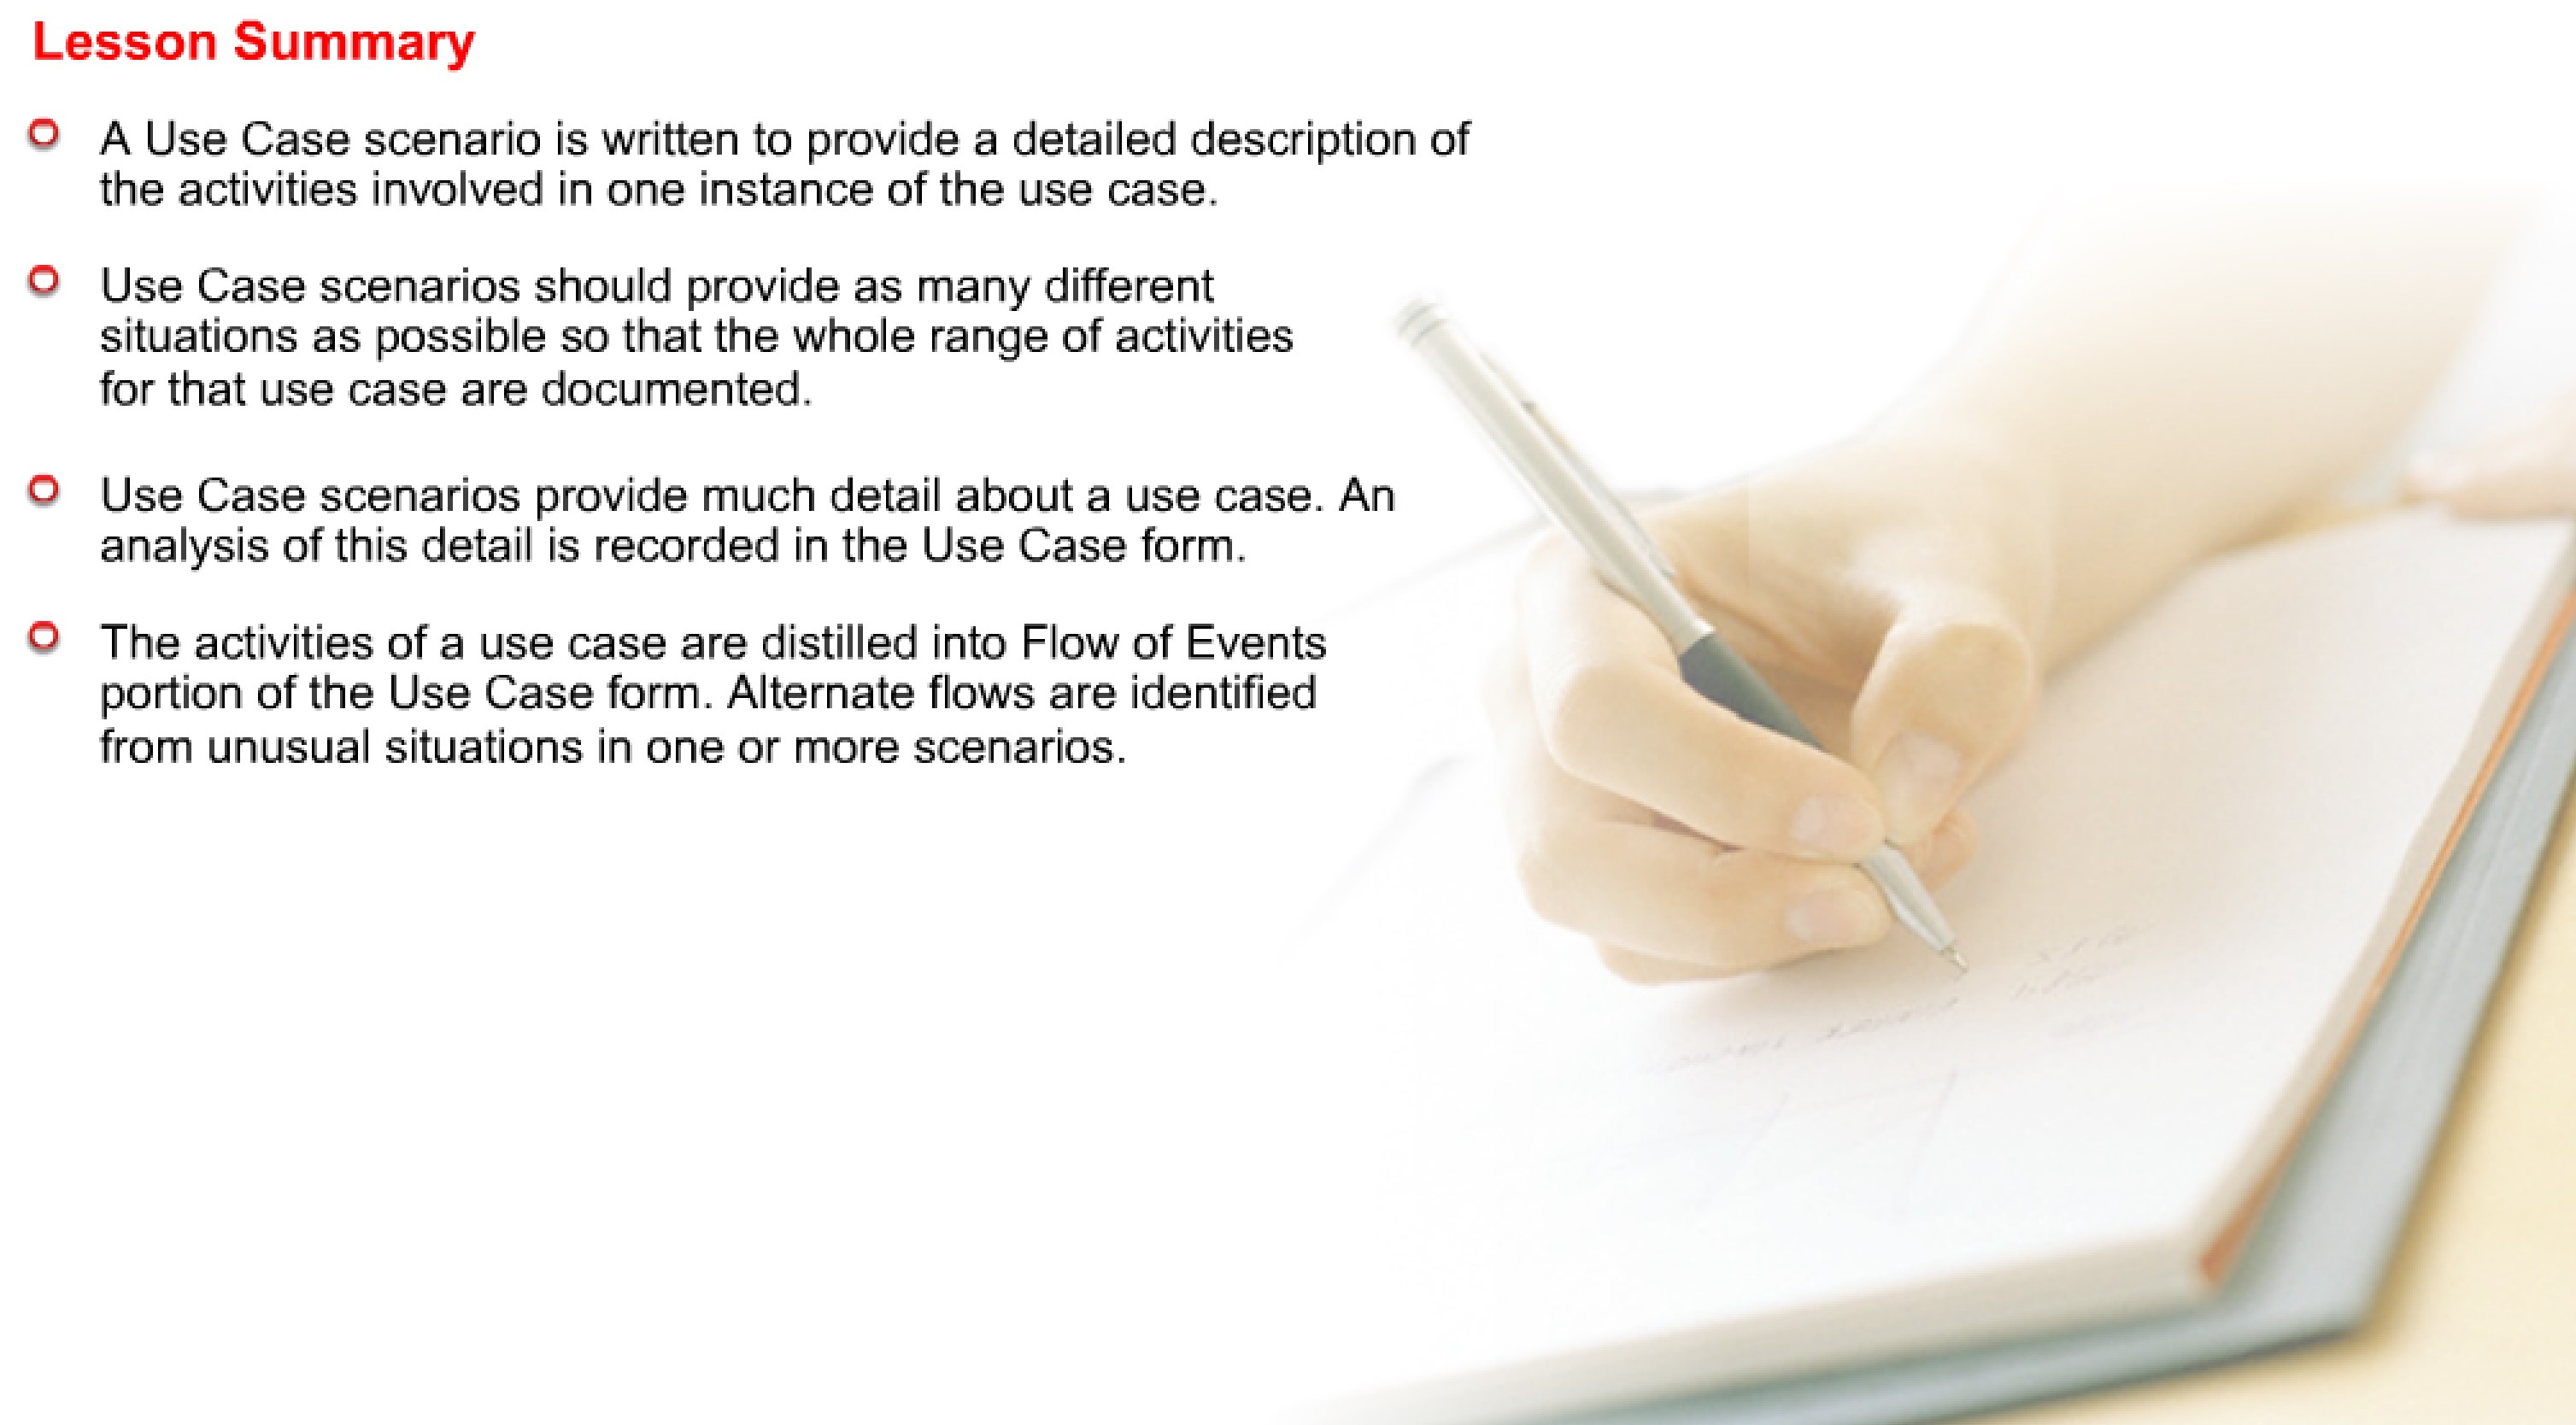 Lesson Summary
A Use Case scenario is written to provide a detailed description of
the activities involved in one instance of the use case.
Use Case scenarios should provide as many different
situations as possible so that the whole range of activities
for that use case are documented.
Use Case scenarios provide much detail about a use case. An
analysis of this detail is recorded in the Use Case form.
The activities of a use case are distilled into Flow of Events
portion of the Use Case form. Alternate flows are identified
from unusual situations in one or more scenarios.